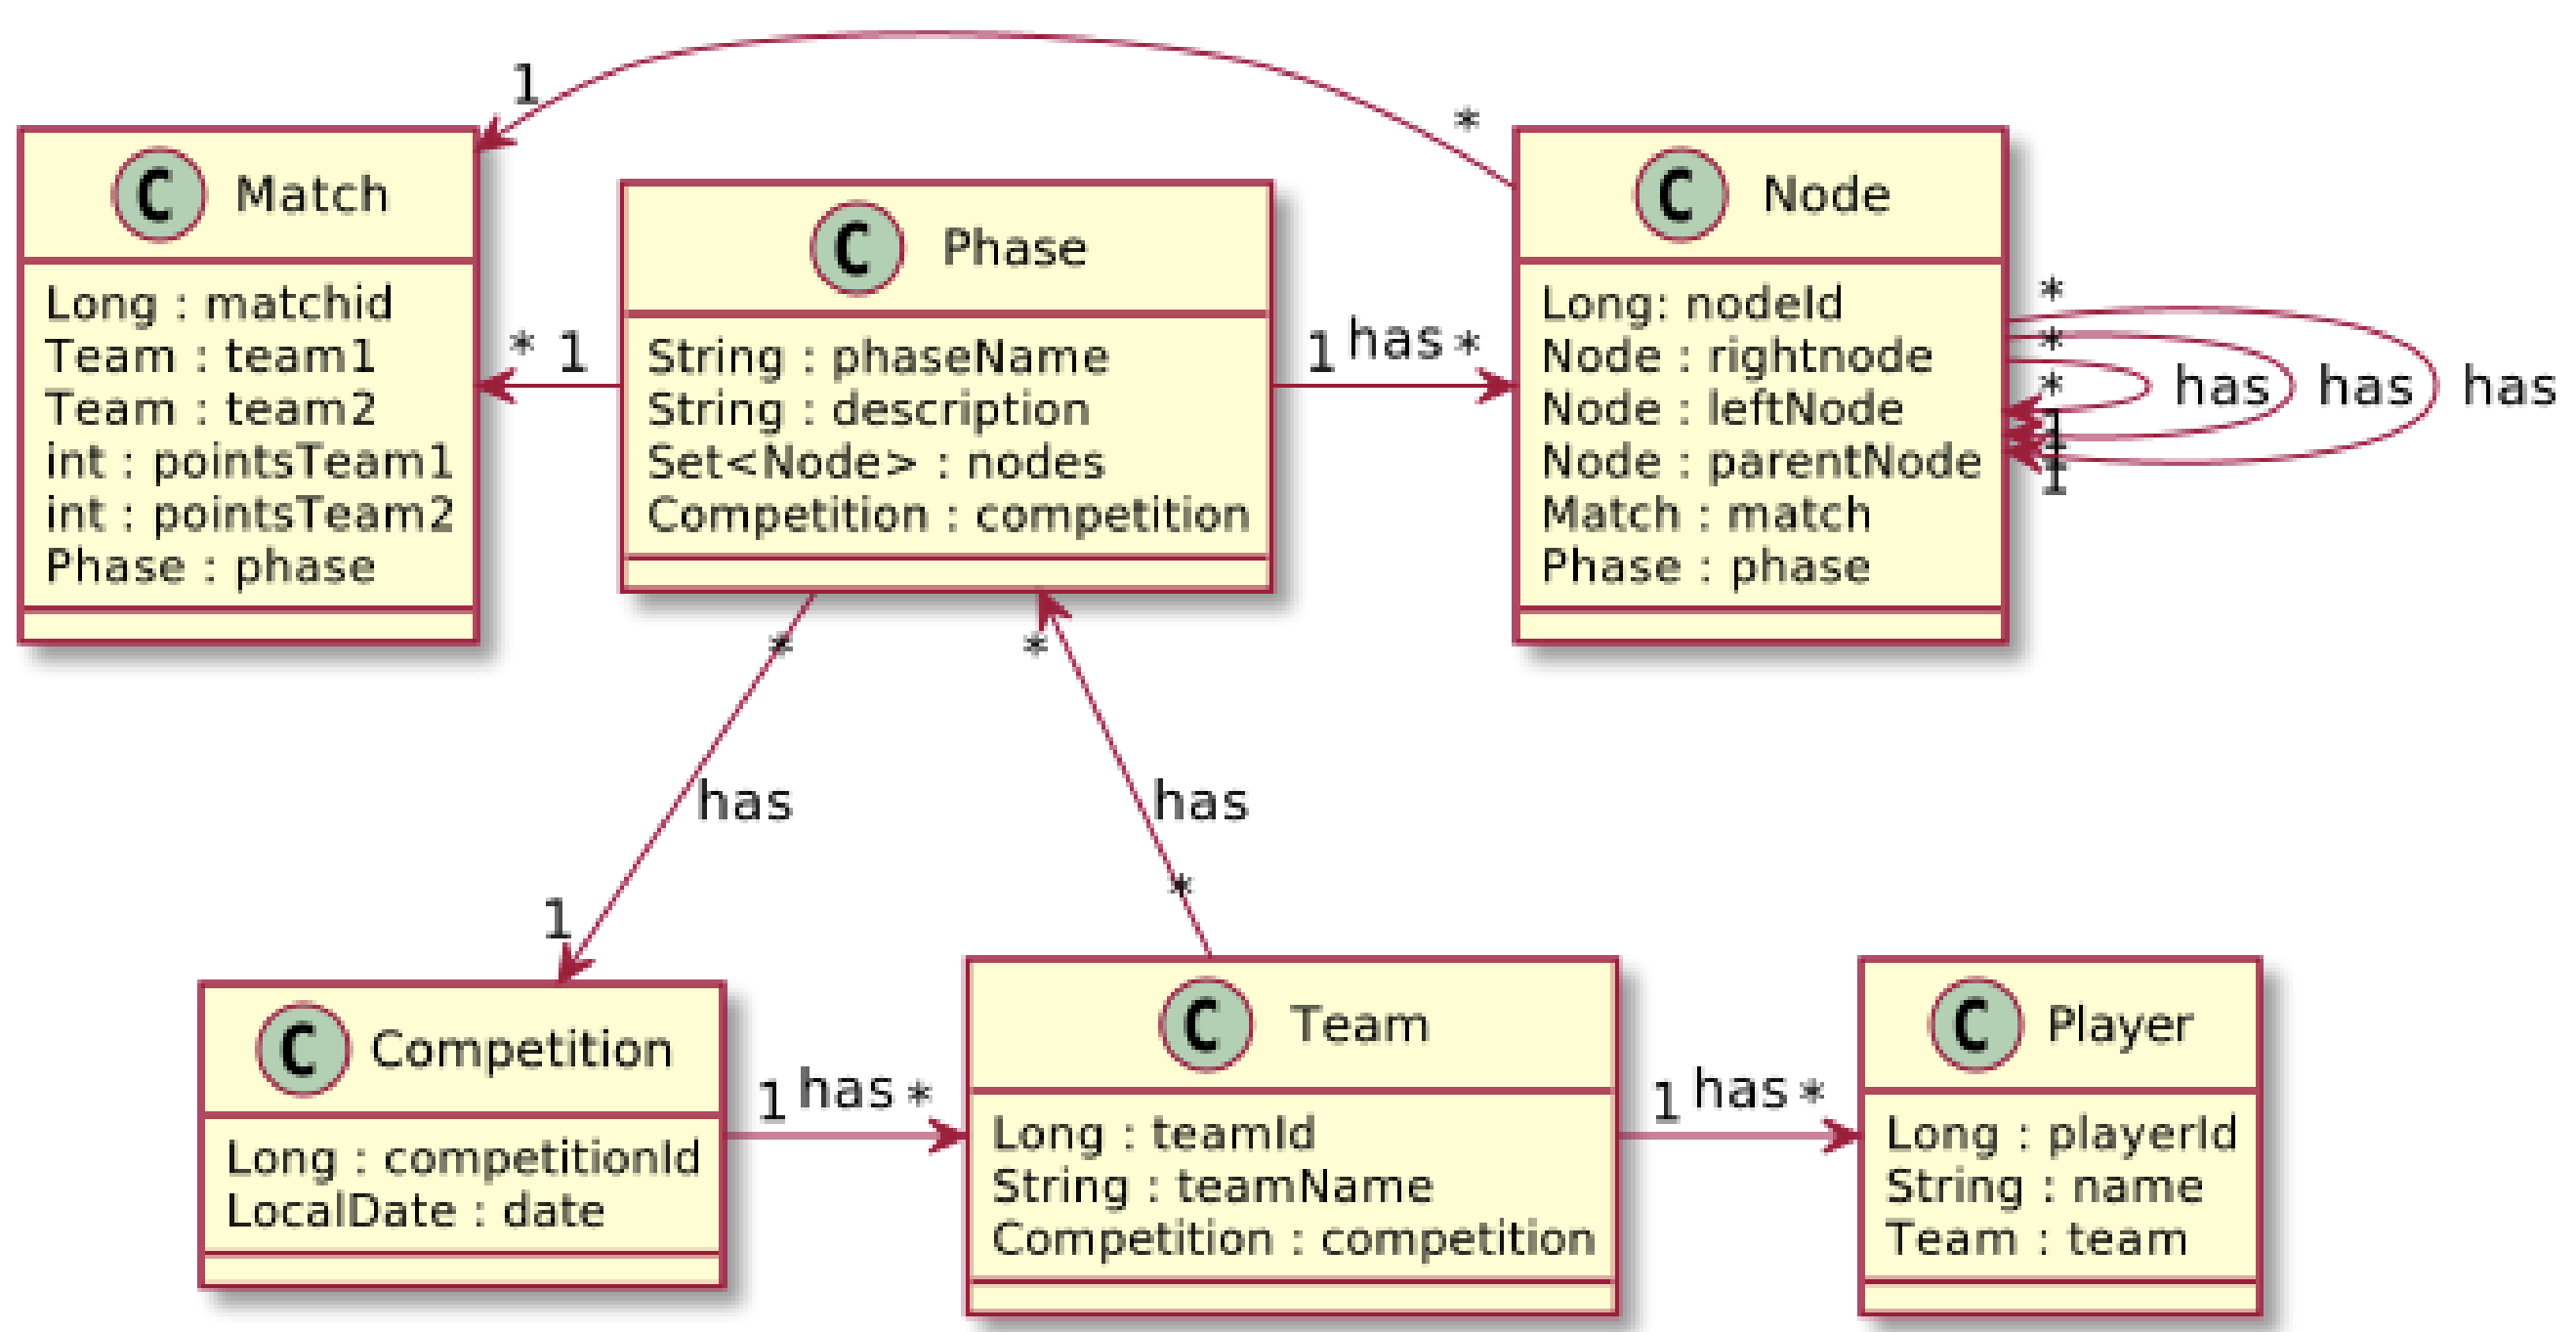 1
*
C Match
Long : matchid
Team : team1
Team : team2
int : pointsTeam1
int : pointsTeam2
Phase : phase
* 1
C Phase
String : phaseName
String : description
Set<Node> : nodes
Competition : competition
1 has *
C Node
Long: nodeId
Node : rightnode
Node : leftNode
Node : parentNode
Match : match
Phase : phase
*
*
*
has
has
has
1
1
*
has
1
*
has
*
C Competition
Long : competitionId
LocalDate : date
1 has *
C Team
Long : teamId
String : teamName
Competition : competition
1 has *
C Player
Long : playerId
String : name
Team : team